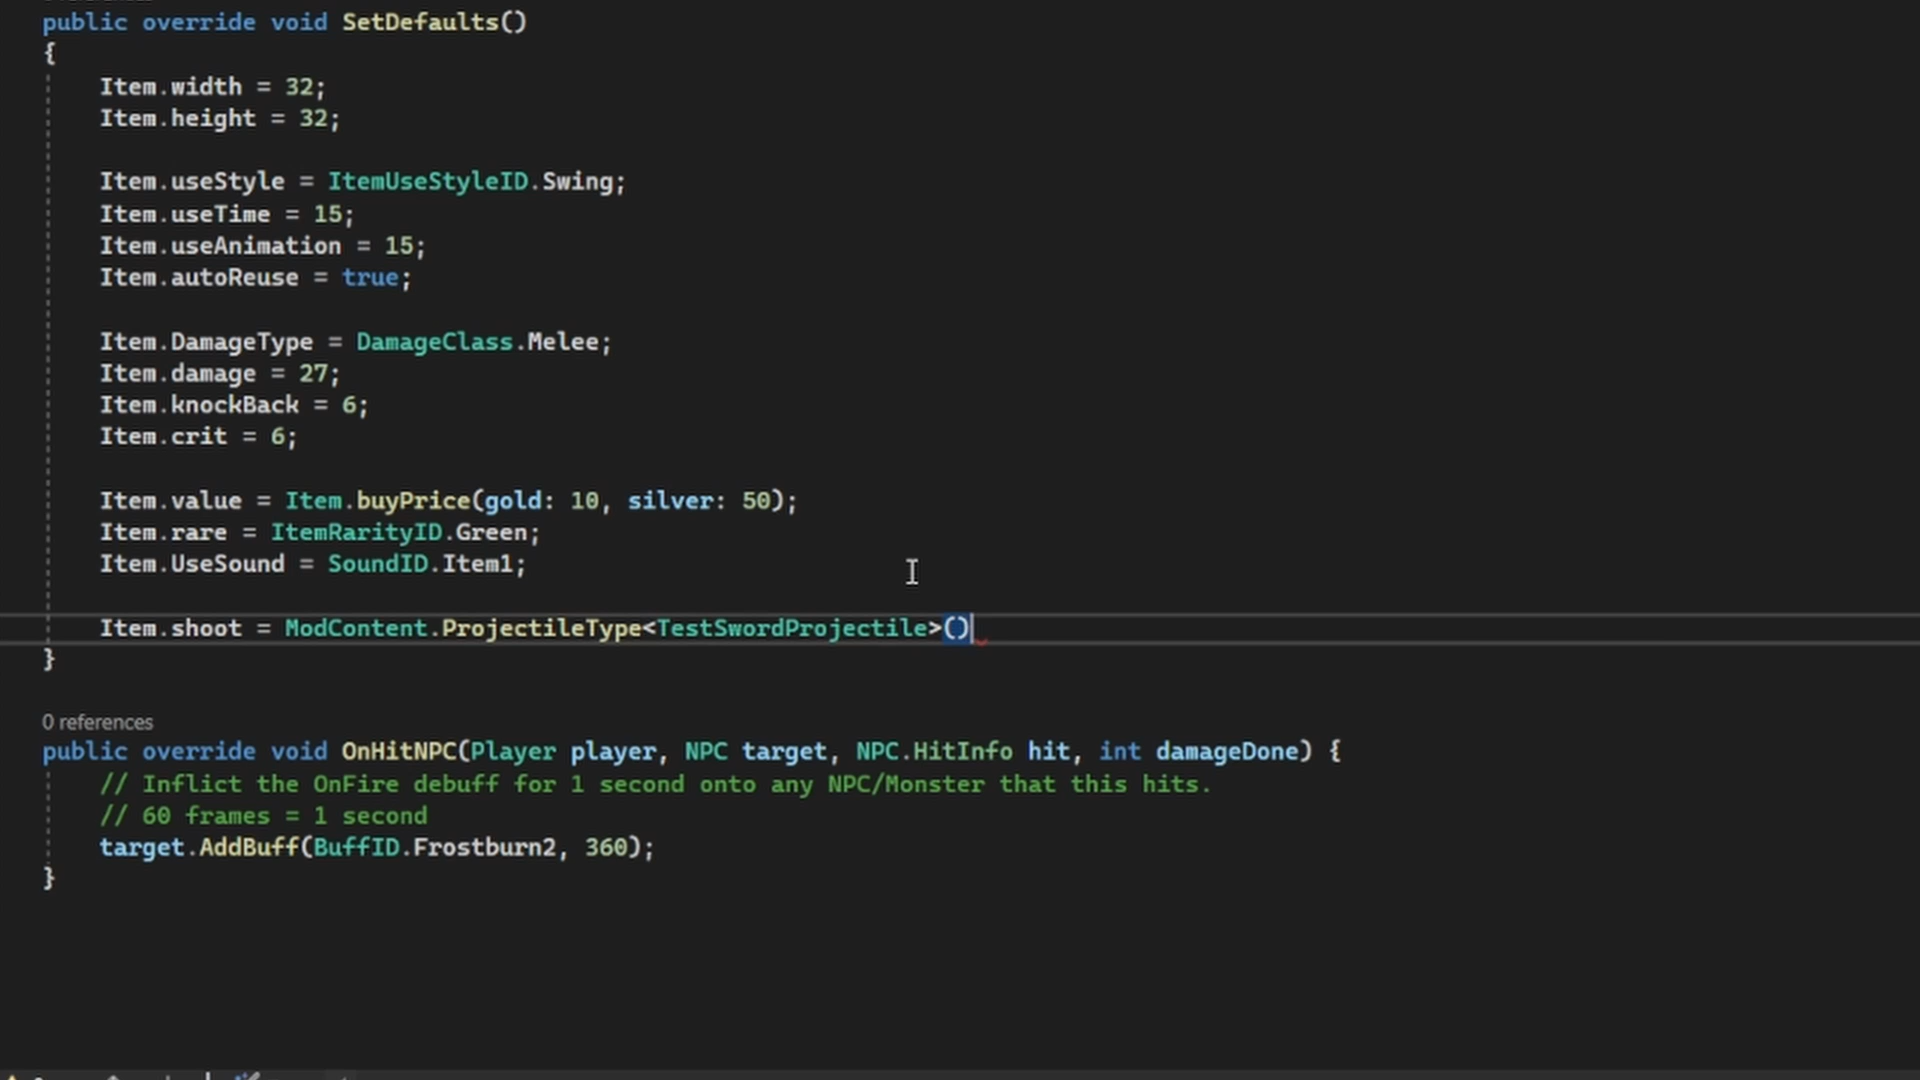 public override void SetDefaults()
{
Item.width = 32;
Item.height = 32;
Item.useStyle = ItemUseStyleID.Swing;
Item.useTime = 15;
Item.useAnimation = 15;
Item.autoReuse = true;
Item.DamageType = DamageClass.Melee;
Item.damage = 27;
Item.knockBack = 6;
Item.crit = 6;
Item.value = Item.buyPrice(gold: 10, silver: 50);
Item.rare = ItemRarityID.Green;
Item.UseSound = SoundID.Item1;
Item.shoot = ModContent.ProjectileType<TestSwordProjectile>()
}
0 references
public override void OnHitNPC(Player player, NPC target, NPC.HitInfo hit, int damageDone) {
// Inflict the OnFire debuff for 1 second onto any NPC/Monster that this hits.
// 60 frames = 1 second
target.AddBuff(BuffID.Frostburn2, 360);
}